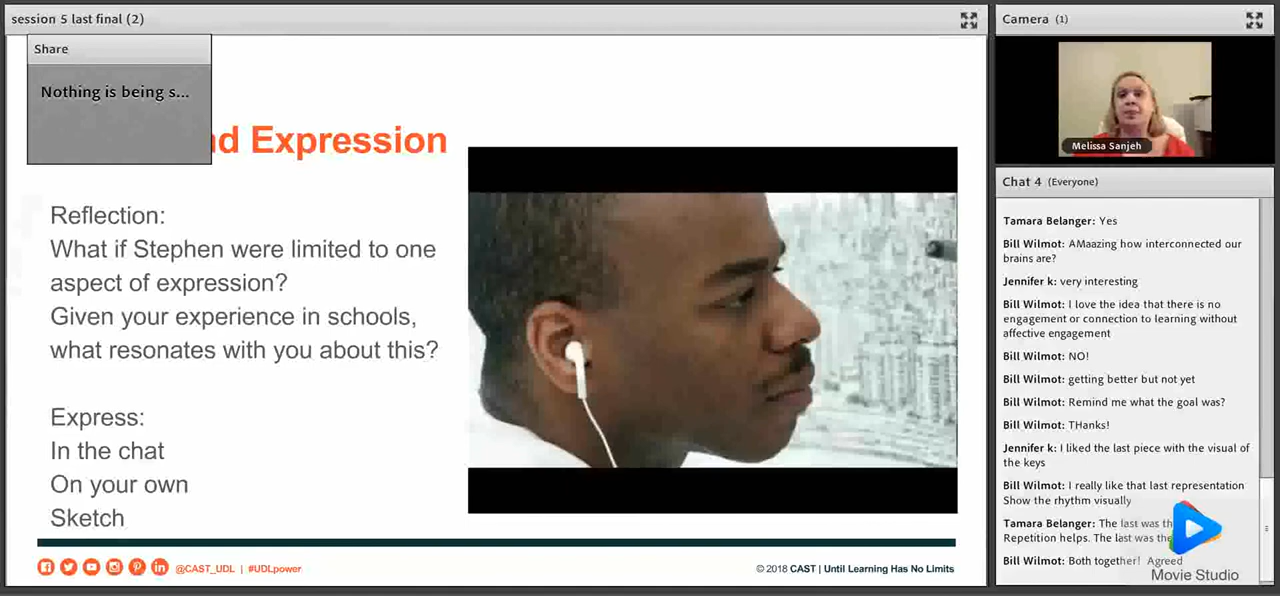 session 5 last final (2)
Share
Nothing is being s...
nd Expression
Reflection:
What if Stephen were limited to one
aspect of expression?
Given your experience in schools,
what resonates with you about this?
Express:
In the chat
On your own
Sketch
@CAST_UDL | #UDLpower
© 2018 CAST | Until Learning Has No Limits
Camera (1)
Melissa Sanjeh
Chat 4 (Everyone)
Tamara Belanger: Yes
Bill Wilmot: AMaazing how interconnected our
brains are?
Jennifer k: very interesting
Bill Wilmot: I love the idea that there is no
engagement or connection to learning without
affective engagement
Bill Wilmot: NO!
Bill Wilmot: getting better but not yet
Bill Wilmot: Remind me what the goal was?
Bill Wilmot: THanks!
Jennifer k: I liked the last piece with the visual of
the keys
Bill Wilmot: I really like that last representation
Show the rhythm visually
Tamara Belanger: The last was th
Repetition helps. The last was the
Bill Wilmot: Both together! Agreed
Movie Studio